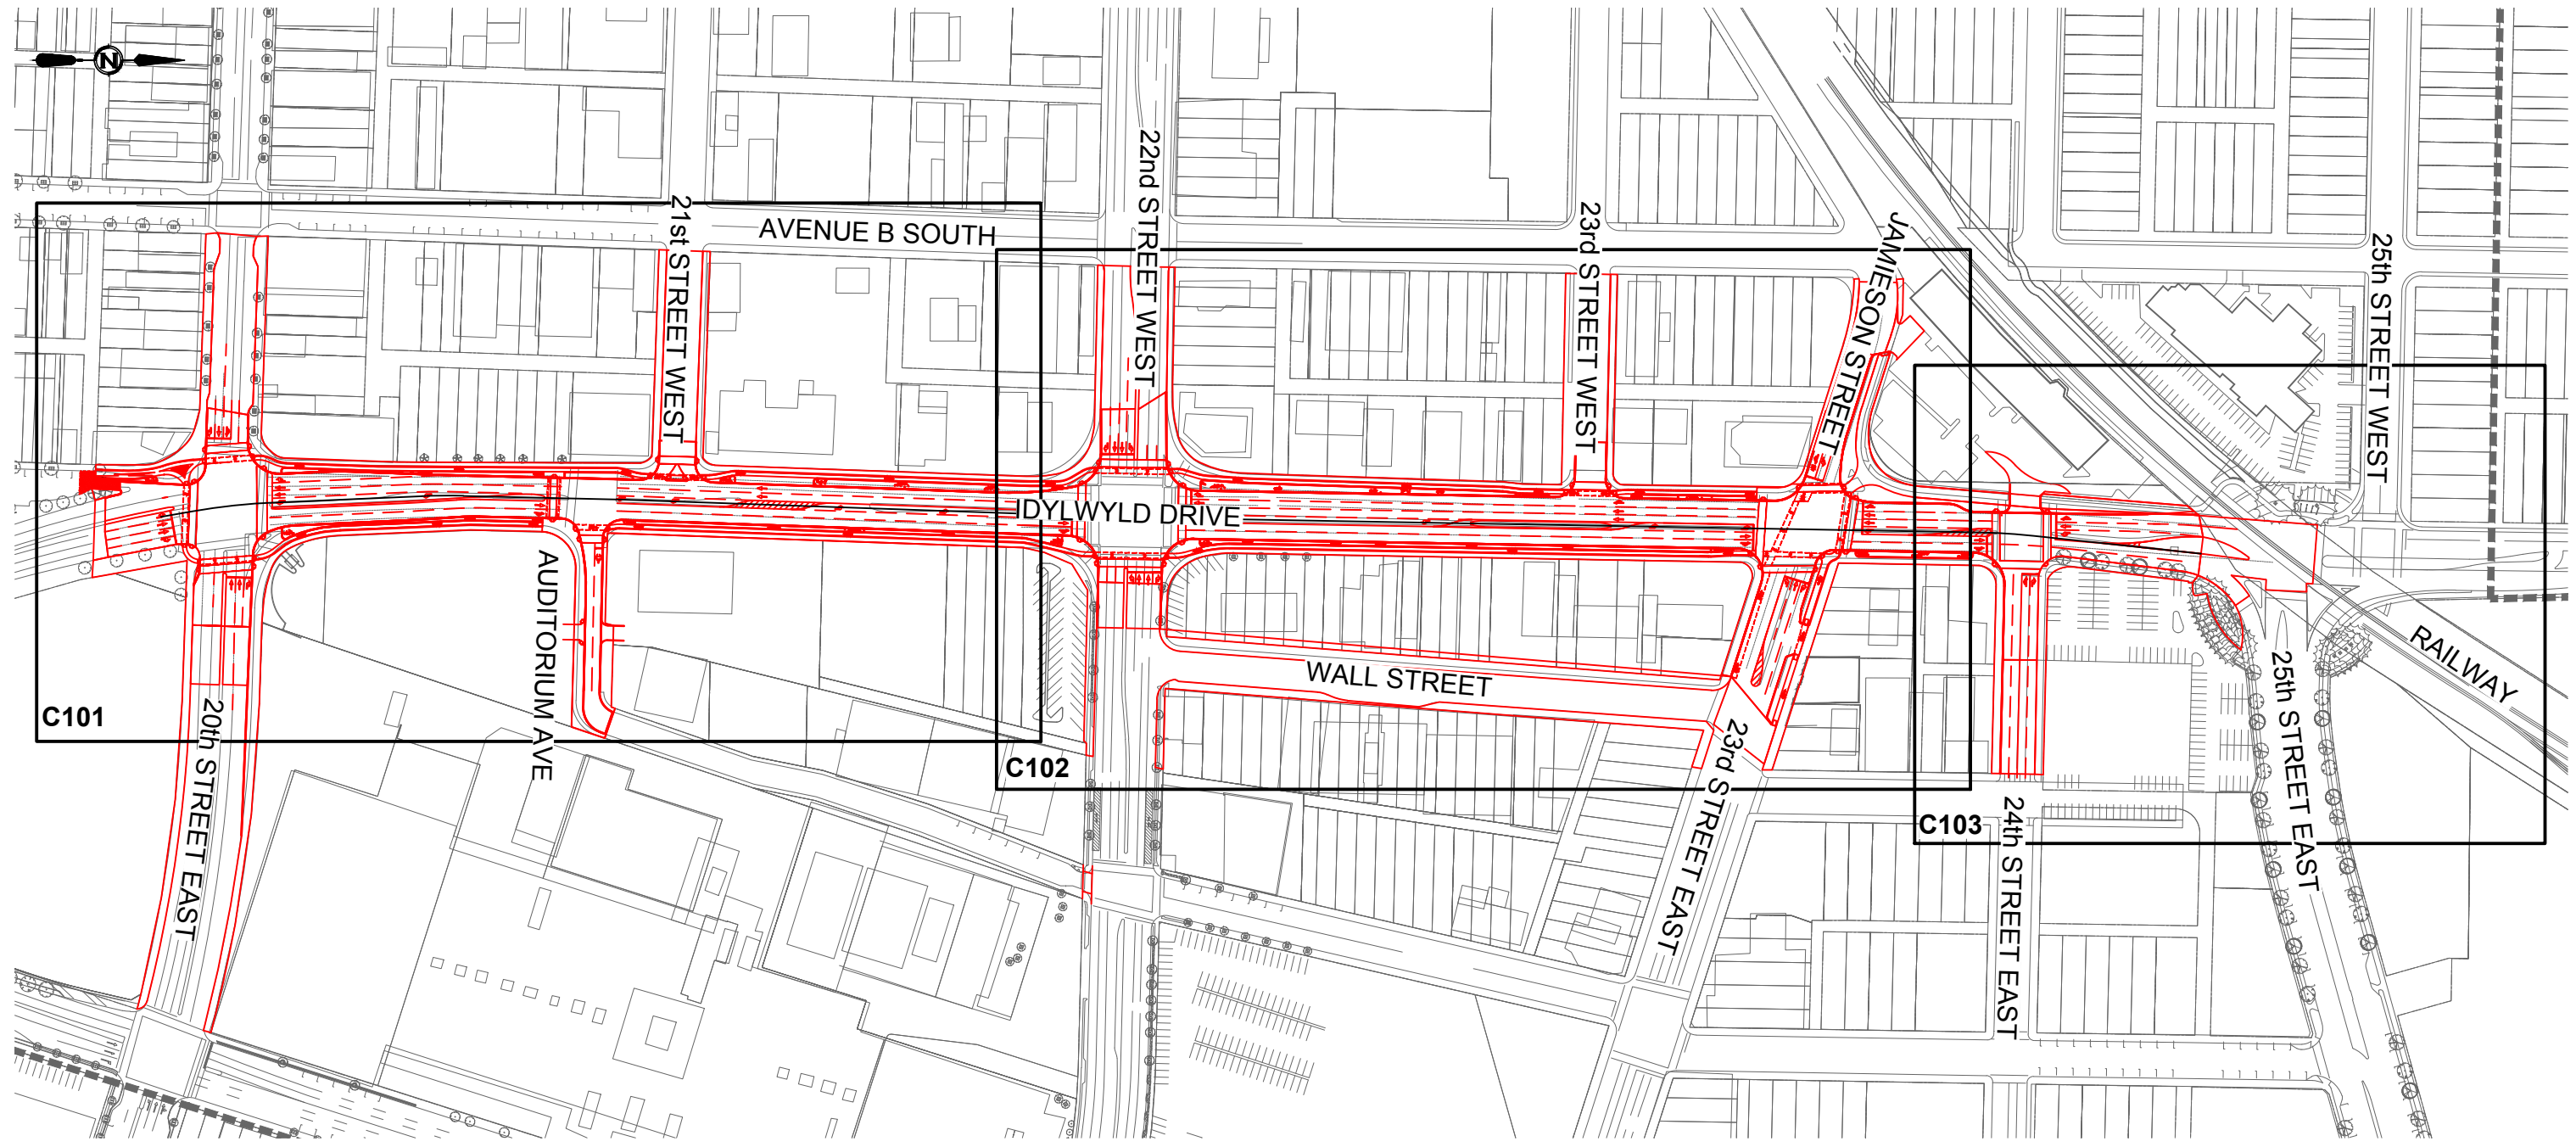 N
22nd STREET WEST
21st STREET WEST
AVENUE B SOUTH
23rd STREET WEST
JAMIESON STREET
25th STREET WEST
IDYLWYLD DRIVE
AUDITORIUM AVE
WALL STREET
RAILWAY
C101
20th STREET EAST
C102
23rd STREET EAST
C103
24th STREET EAST
25th STREET EAST